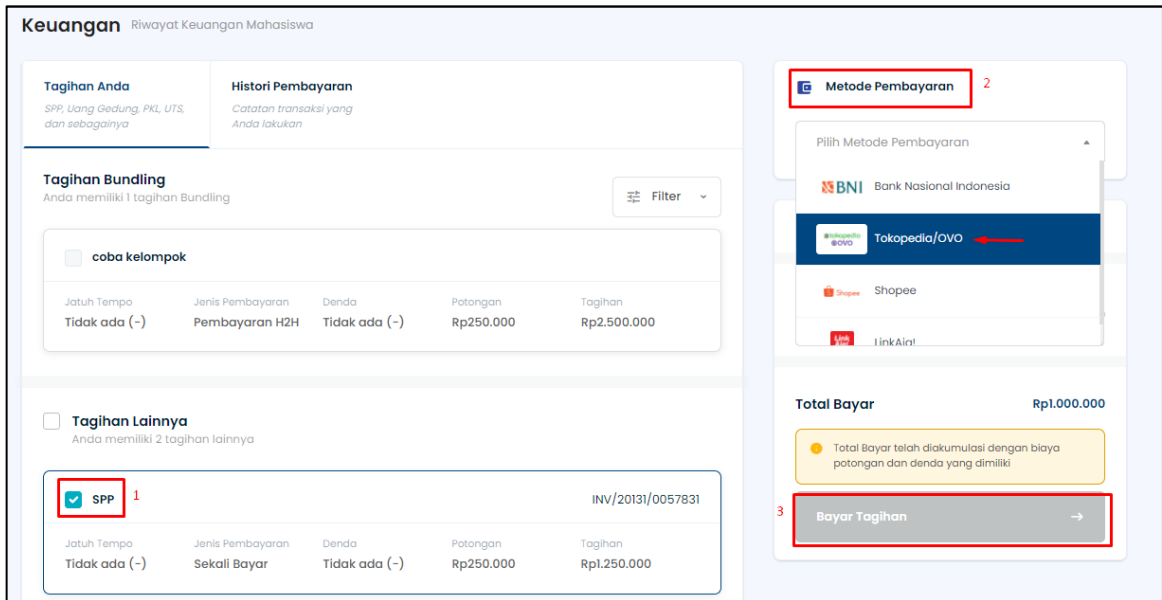 Keuangan Riwayat Keuangan Mahasiswa
Tagihan Anda
SPP, Uang Gedung, PKL, UTS,
dan sebagainya
Histori Pembayaran
Catatan transaksi yang
Anda lakukan
Tagihan Bundling
Anda memiliki 1 tagihan Bundling
Filter
coba kelompok
Jatuh Tempo Jenis Pembayaran Denda Potongan Tagihan
Tidak ada (-) Pembayaran H2H Tidak ada (-) Rp250.000 Rp2.500.000
Tagihan Lainnya
Anda memiliki 2 tagihan lainnya
SPP 1 INV/20131/0057831
Jatuh Tempo Jenis Pembayaran Denda Potongan Tagihan
Tidak ada (-) Sekali Bayar Tidak ada (-) Rp250.000 Rp1.250.000
Metode Pembayaran 2
Pilih Metode Pembayaran
BNI Bank Nasional Indonesia
tokopedia
OVO
Tokopedia/OVO
Shopee Shopee
LinkAja!
Total Bayar Rp1.000.000
Total Bayar telah diakumulasi dengan biaya
potongan dan denda yang dimiliki
3 Bayar Tagihan